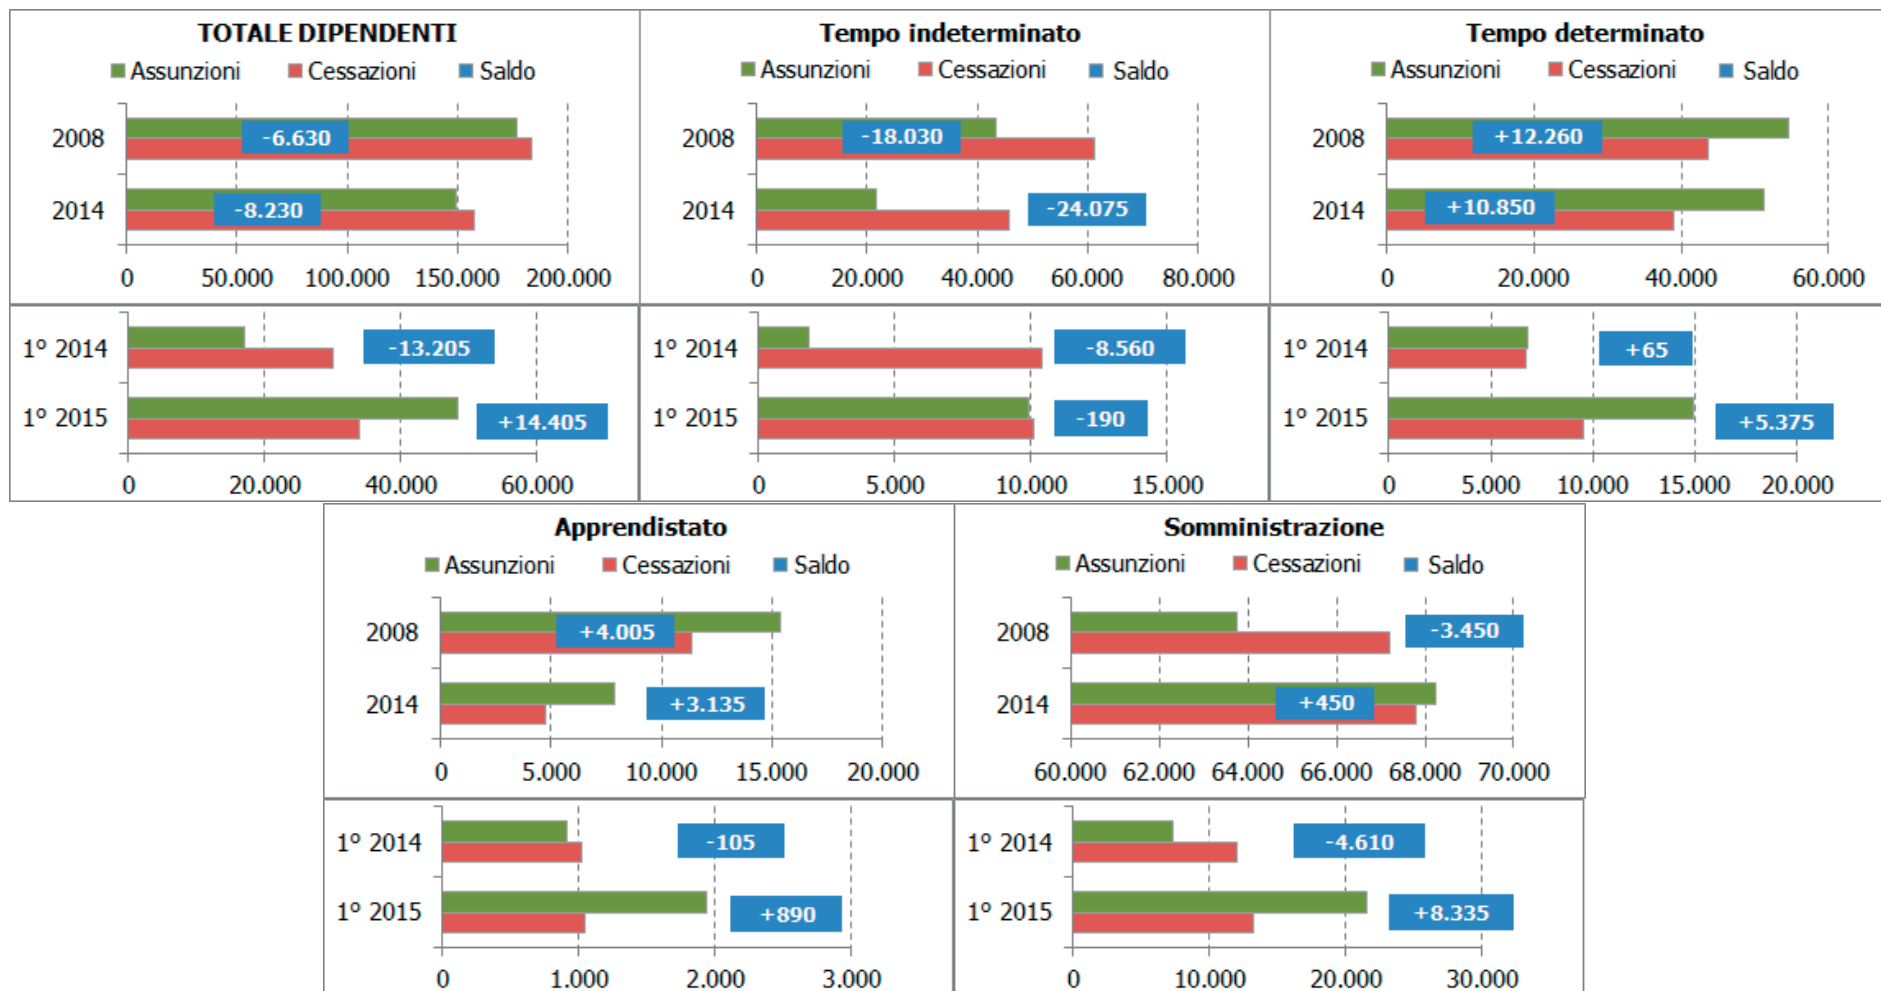 TOTALE DIPENDENTI
Assunzioni Cessazioni Saldo
2008 -6.630
2014 -8.230
0 50.000 100.000 150.000 200.000
1° 2014 -13.205
1° 2015 +14.405
0 20.000 40.000 60.000
Tempo indeterminato
Assunzioni Cessazioni Saldo
2008 -18.030
2014 -24.075
0 20.000 40.000 60.000 80.000
1° 2014 -8.560
1° 2015 -190
0 5.000 10.000 15.000
Tempo determinato
Assunzioni Cessazioni Saldo
2008 +12.260
2014 +10.850
0 20.000 40.000 60.000
1° 2014 +65
1° 2015 +5.375
0 5.000 10.000 15.000 20.000
Apprendistato
Assunzioni Cessazioni Saldo
2008 +4.005
2014 +3.135
0 5.000 10.000 15.000 20.000
1° 2014 -105
1° 2015 +890
0 1.000 2.000 3.000
Somministrazione
Assunzioni Cessazioni Saldo
2008 -3.450
2014 +450
60.000 62.000 64.000 66.000 68.000 70.000
1° 2014 -4.610
1° 2015 +8.335
0 10.000 20.000 30.000